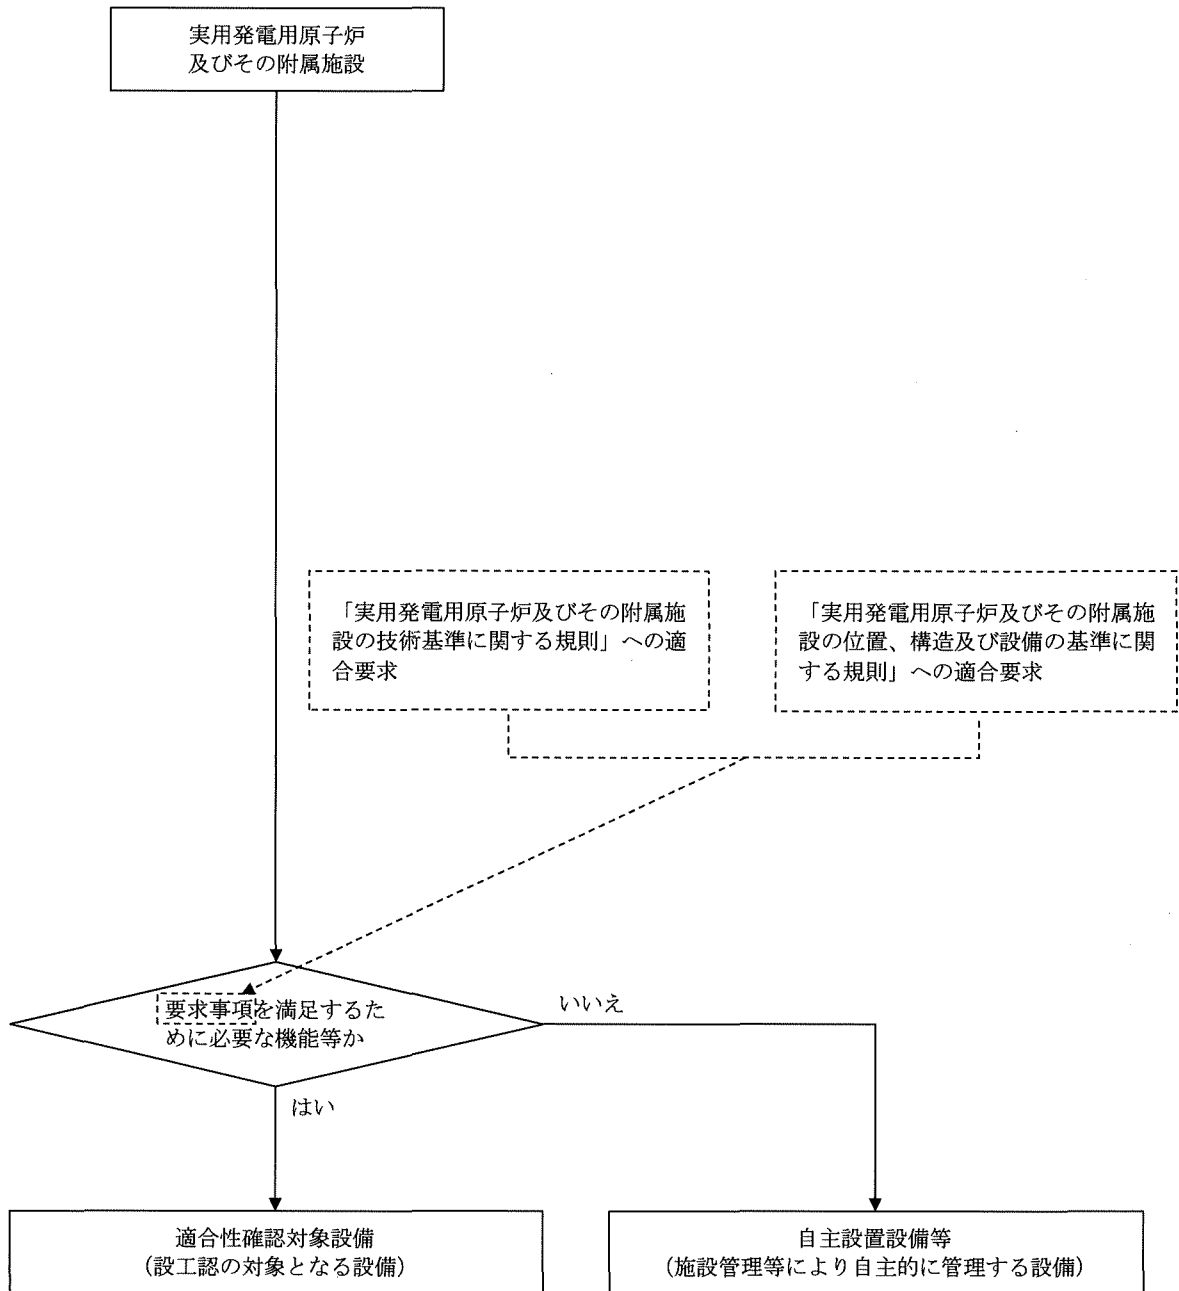 実用発電用原子炉
及びその附属施設
「実用発電用原子炉及びその附属施
設の技術基準に関する規則」への適
合要求
「実用発電用原子炉及びその附属施
設の位置、構造及び設備の基準に関
する規則」への適合要求
要求事項を満足するた
めに必要な機能等か
いいえ
はい
適合性確認対象設備
（設工認の対象となる設備）
自主設置設備等
（施設管理等により自主的に管理する設備）